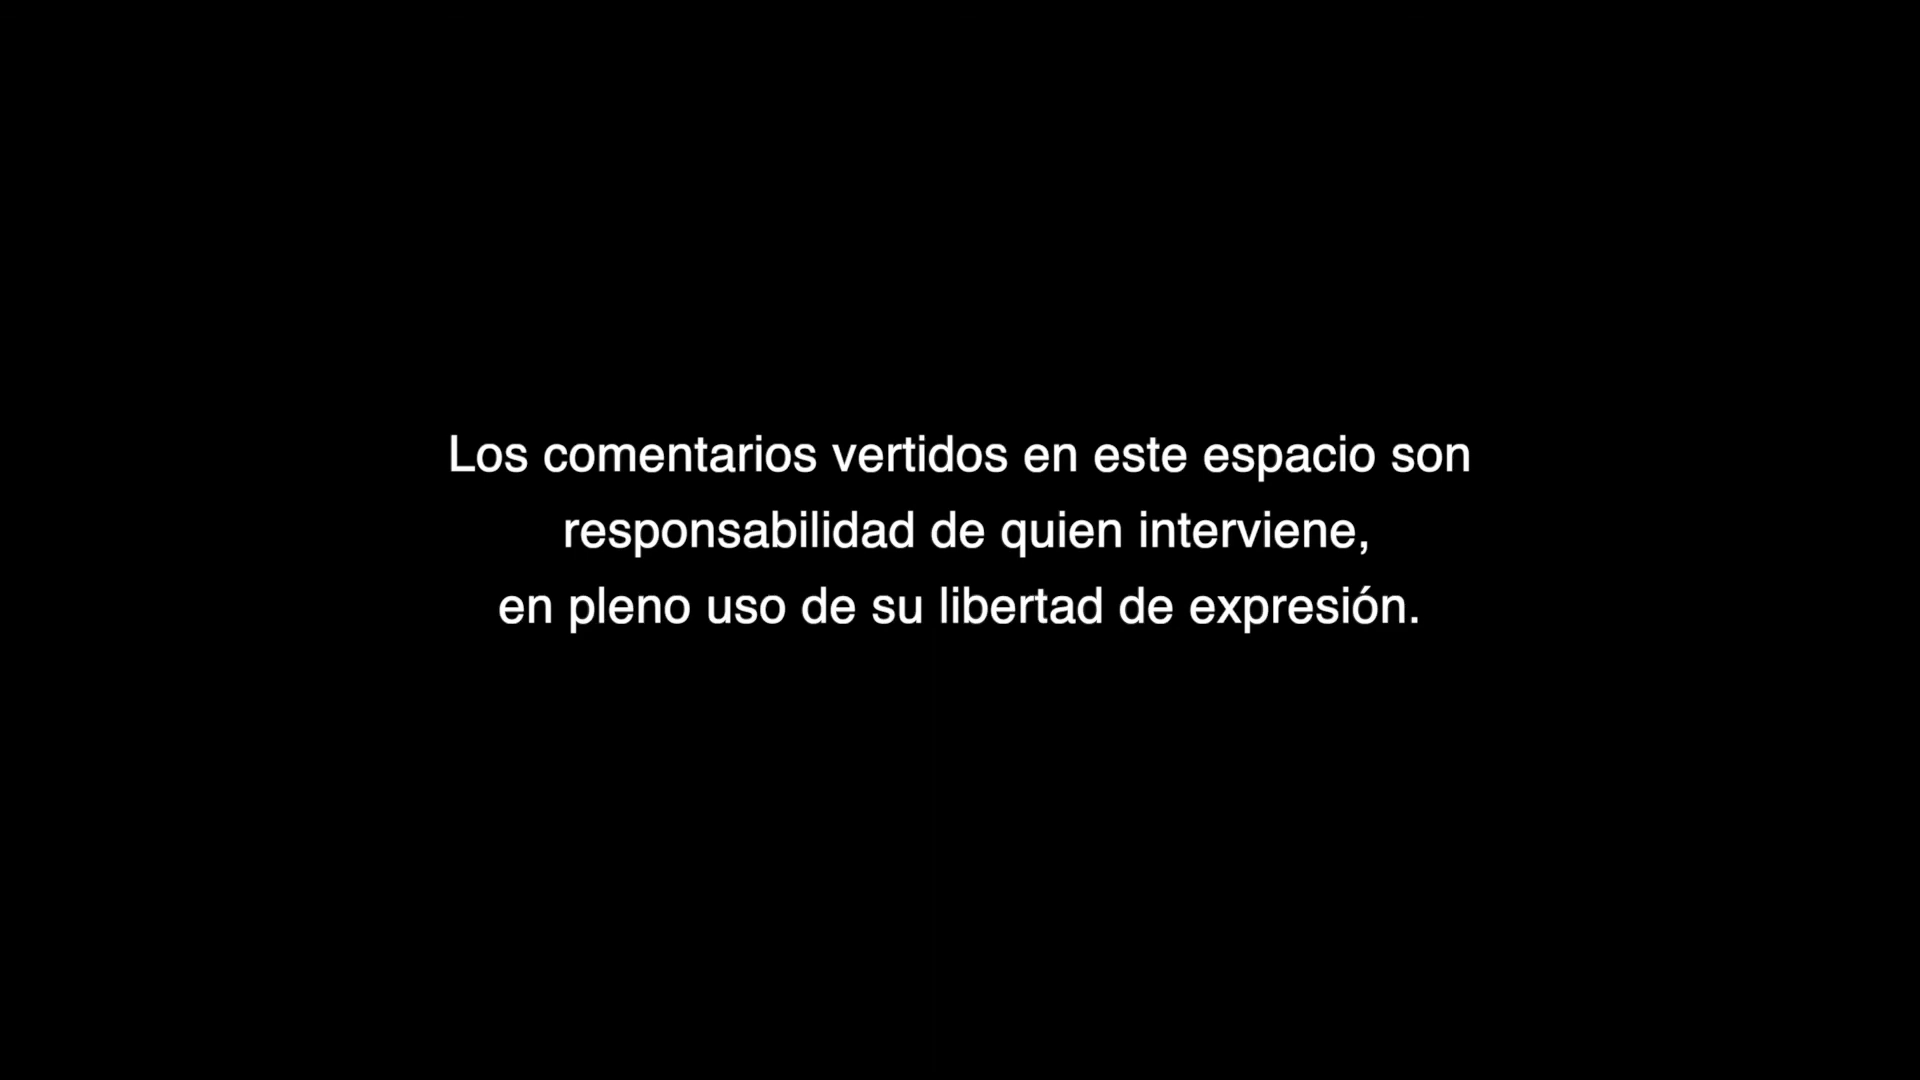 Los comentarios vertidos en este espacio son
responsabilidad de quien interviene,
en pleno uso de su libertad de expresión.